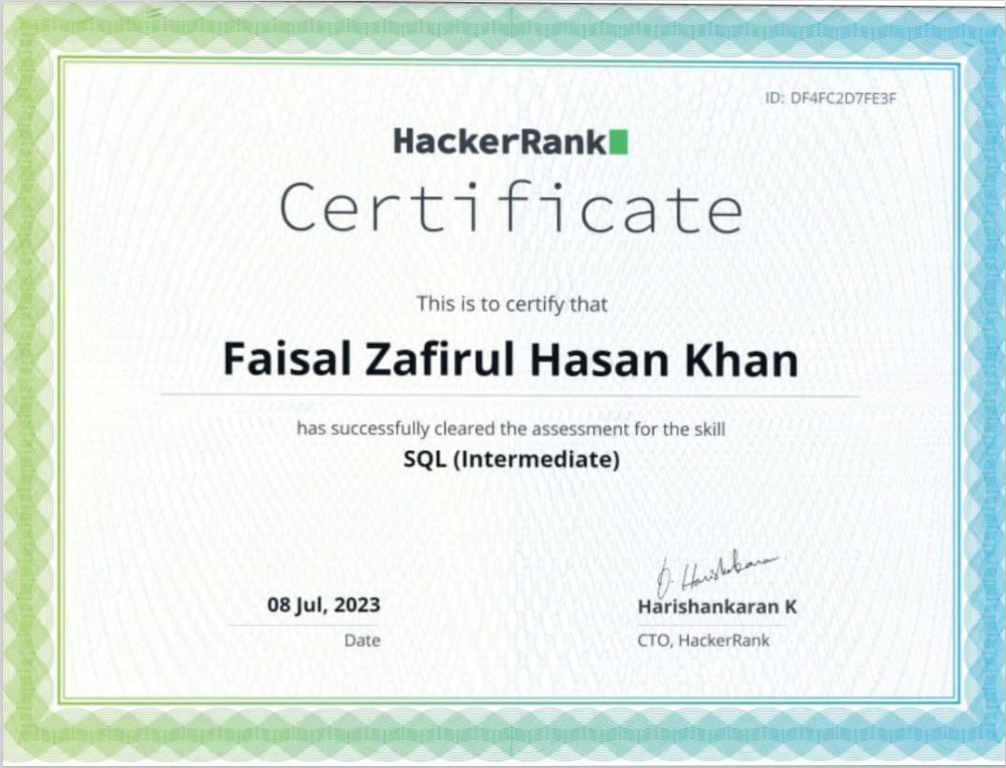 ID: DF4FC2D7FE3F
HackerRank
Certificate
This is to certify that
Faisal Zafirul Hasan Khan
has successfully cleared the assessment for the skill
SQL (Intermediate)
08 Jul, 2023
Date
Harishankaran K
CTO, HackerRank